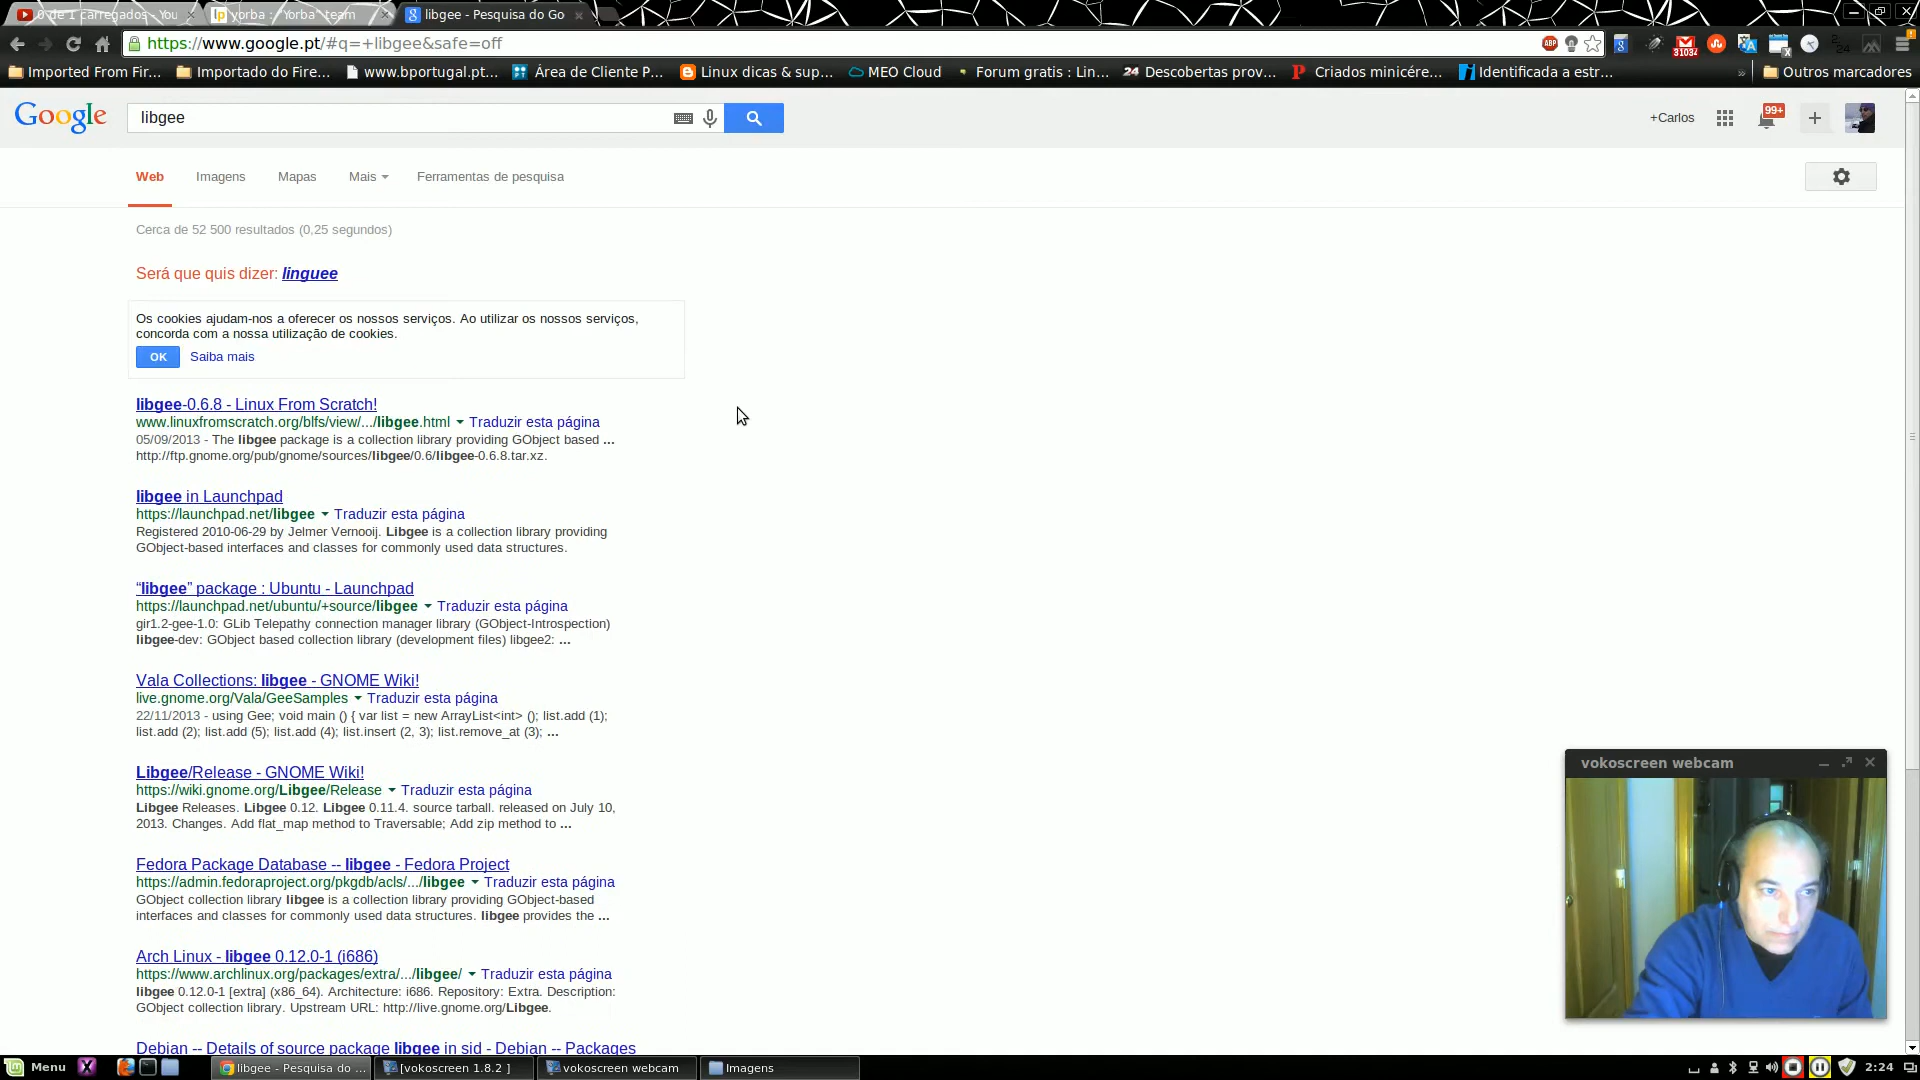 0 de 1 carregados - You
yorba : "Yorba" team
libgee - Pesquisa do Go
https://www.google.pt/#q=+libgee&safe=off
Imported From Fir...
Importado do Fire...
www.bportugal.pt...
Área de Cliente P...
Linux dicas & sup...
MEO Cloud
Forum gratis : Lin...
24 Descobertas prov...
Criados minicére...
Identificada a estr...
»
Outros marcadores
Google
libgee
+Carlos
99+
Web
Imagens
Mapas
Mais
Ferramentas de pesquisa
Cerca de 52 500 resultados (0,25 segundos)
Será que quis dizer: linguee
Os cookies ajudam-nos a oferecer os nossos serviços. Ao utilizar os nossos serviços,
concorda com a nossa utilização de cookies.
OK
Saiba mais
libgee-0.6.8 - Linux From Scratch!
www.linuxfromscratch.org/blfs/view/.../libgee.html
Traduzir esta página
05/09/2013 - The libgee package is a collection library providing GObject based ...
http://ftp.gnome.org/pub/gnome/sources/libgee/0.6/libgee-0.6.8.tar.xz.
libgee in Launchpad
https://launchpad.net/libgee
Traduzir esta página
Registered 2010-06-29 by Jelmer Vernooij. Libgee is a collection library providing
GObject-based interfaces and classes for commonly used data structures.
“libgee” package : Ubuntu - Launchpad
https://launchpad.net/ubuntu/+source/libgee
Traduzir esta página
gir1.2-gee-1.0: GLib Telepathy connection manager library (GObject-Introspection)
libgee-dev: GObject based collection library (development files) libgee2: ...
Vala Collections: libgee - GNOME Wiki!
live.gnome.org/Vala/GeeSamples
Traduzir esta página
22/11/2013 - using Gee; void main () { var list = new ArrayList<int> (); list.add (1);
list.add (2); list.add (5); list.add (4); list.insert (2, 3); list.remove_at (3); ...
Libgee/Release - GNOME Wiki!
https://wiki.gnome.org/Libgee/Release
Traduzir esta página
Libgee Releases. Libgee 0.12. Libgee 0.11.4. source tarball. released on July 10,
2013. Changes. Add flat_map method to Traversable; Add zip method to ...
Fedora Package Database -- libgee - Fedora Project
https://admin.fedoraproject.org/pkgdb/acls/.../libgee
Traduzir esta página
GObject collection library libgee is a collection library providing GObject-based
interfaces and classes for commonly used data structures. libgee provides the ...
Arch Linux - libgee 0.12.0-1 (i686)
https://www.archlinux.org/packages/extra/.../libgee/
Traduzir esta página
libgee 0.12.0-1 [extra] (x86_64). Architecture: i686. Repository: Extra. Description:
GObject collection library. Upstream URL: http://live.gnome.org/Libgee.
Debian -- Details of source package libgee in sid - Debian -- Packages
vokoscreen webcam
Menu
libgee - Pesquisa do ...
[vokoscreen 1.8.2 ]
vokoscreen webcam
Imagens
2:24